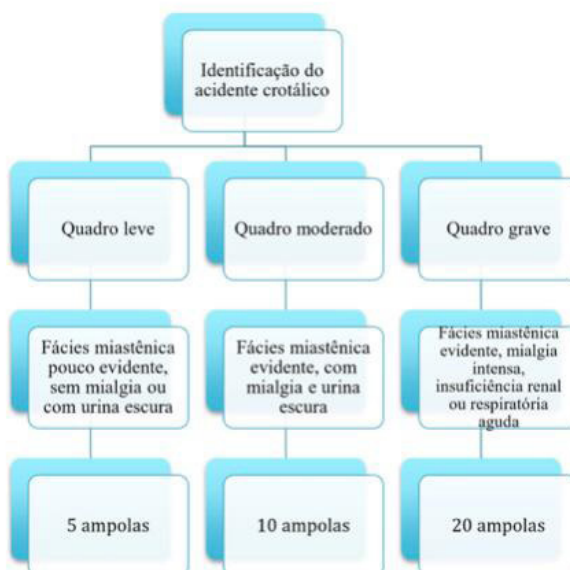 Identificação do
acidente crotálico
Quadro leve
Quadro moderado
Quadro grave
Fácies miastênica
pouco evidente,
sem mialgia ou
com urina escura
Fácies miastênica
evidente, com
mialgia e urina
escura
Fácies miastênica
evidente, mialgia
intensa,
insuficiência renal
ou respiratória
aguda
5 ampolas
10 ampolas
20 ampolas